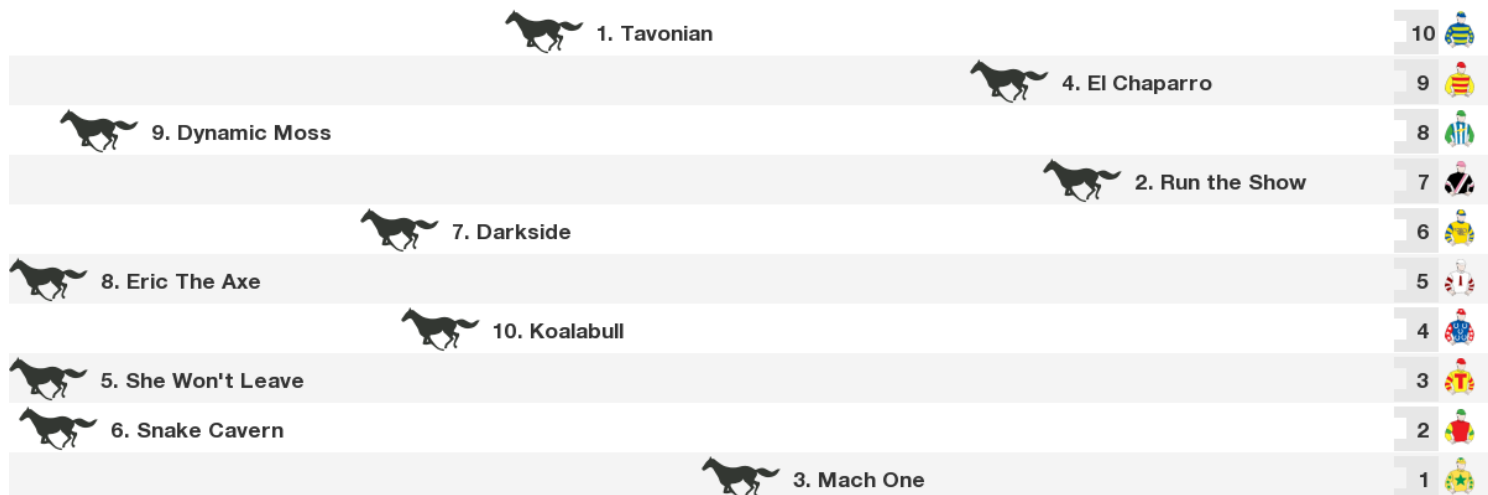 1. Tavonian 10
4. El Chaparro 9
9. Dynamic Moss 8
2. Run the Show 7
7. Darkside 6
8. Eric The Axe 5
10. Koalabull 4
5. She Won't Leave 3
T
6. Snake Cavern 2
3. Mach One 1